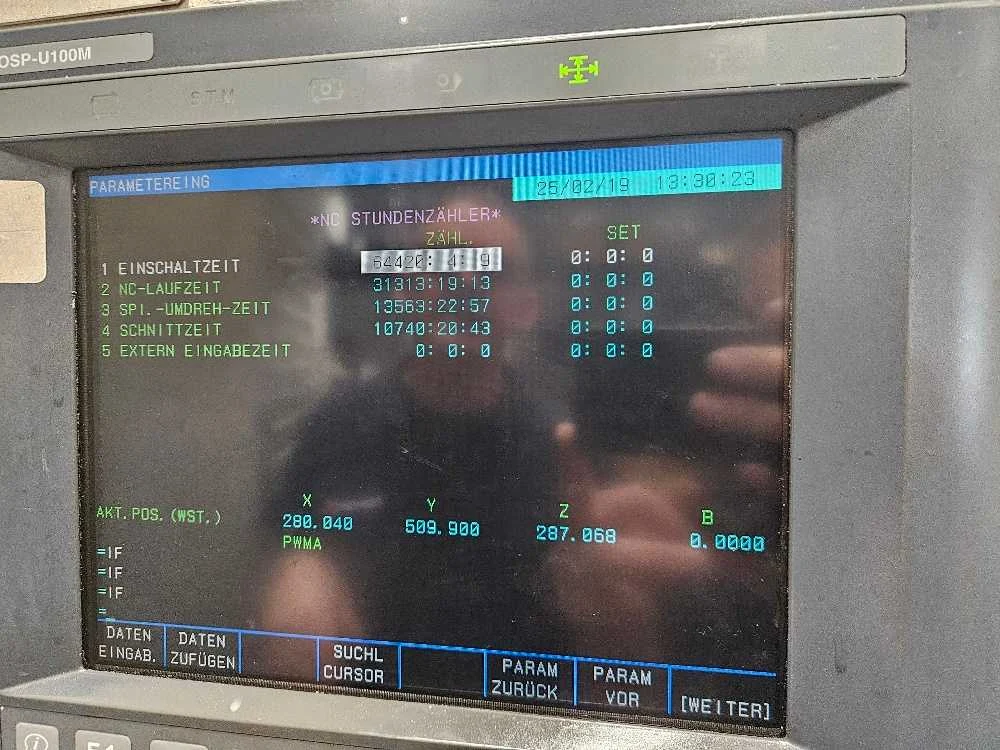 OSP-U100M
STM
PARAMETEREING
26/02/19 13:30:23
*NC STUNDENZÄHLER*
ZÄHL. SET
1 EINSCHALTZEIT 64420: 4: 9 0: 0: 0
2 NC-LAUFZEIT 31313:19:13 0: 0: 0
3 SPI.-UMDREH-ZEIT 13563:22:57 0: 0: 0
4 SCHNITTZEIT 10740:20:43 0: 0: 0
5 EXTERN EINGABEZEIT 0: 0: 0 0: 0: 0
X Y Z B
AKT.POS.(WST.) 280.040 509.900 287.068 0.0000
PWMA
=IF
=IF
=IF
=_
DATEN EINGAB. DATEN ZUFÜGEN SUCHL CURSOR PARAM ZURÜCK PARAM VOR [WEITER]